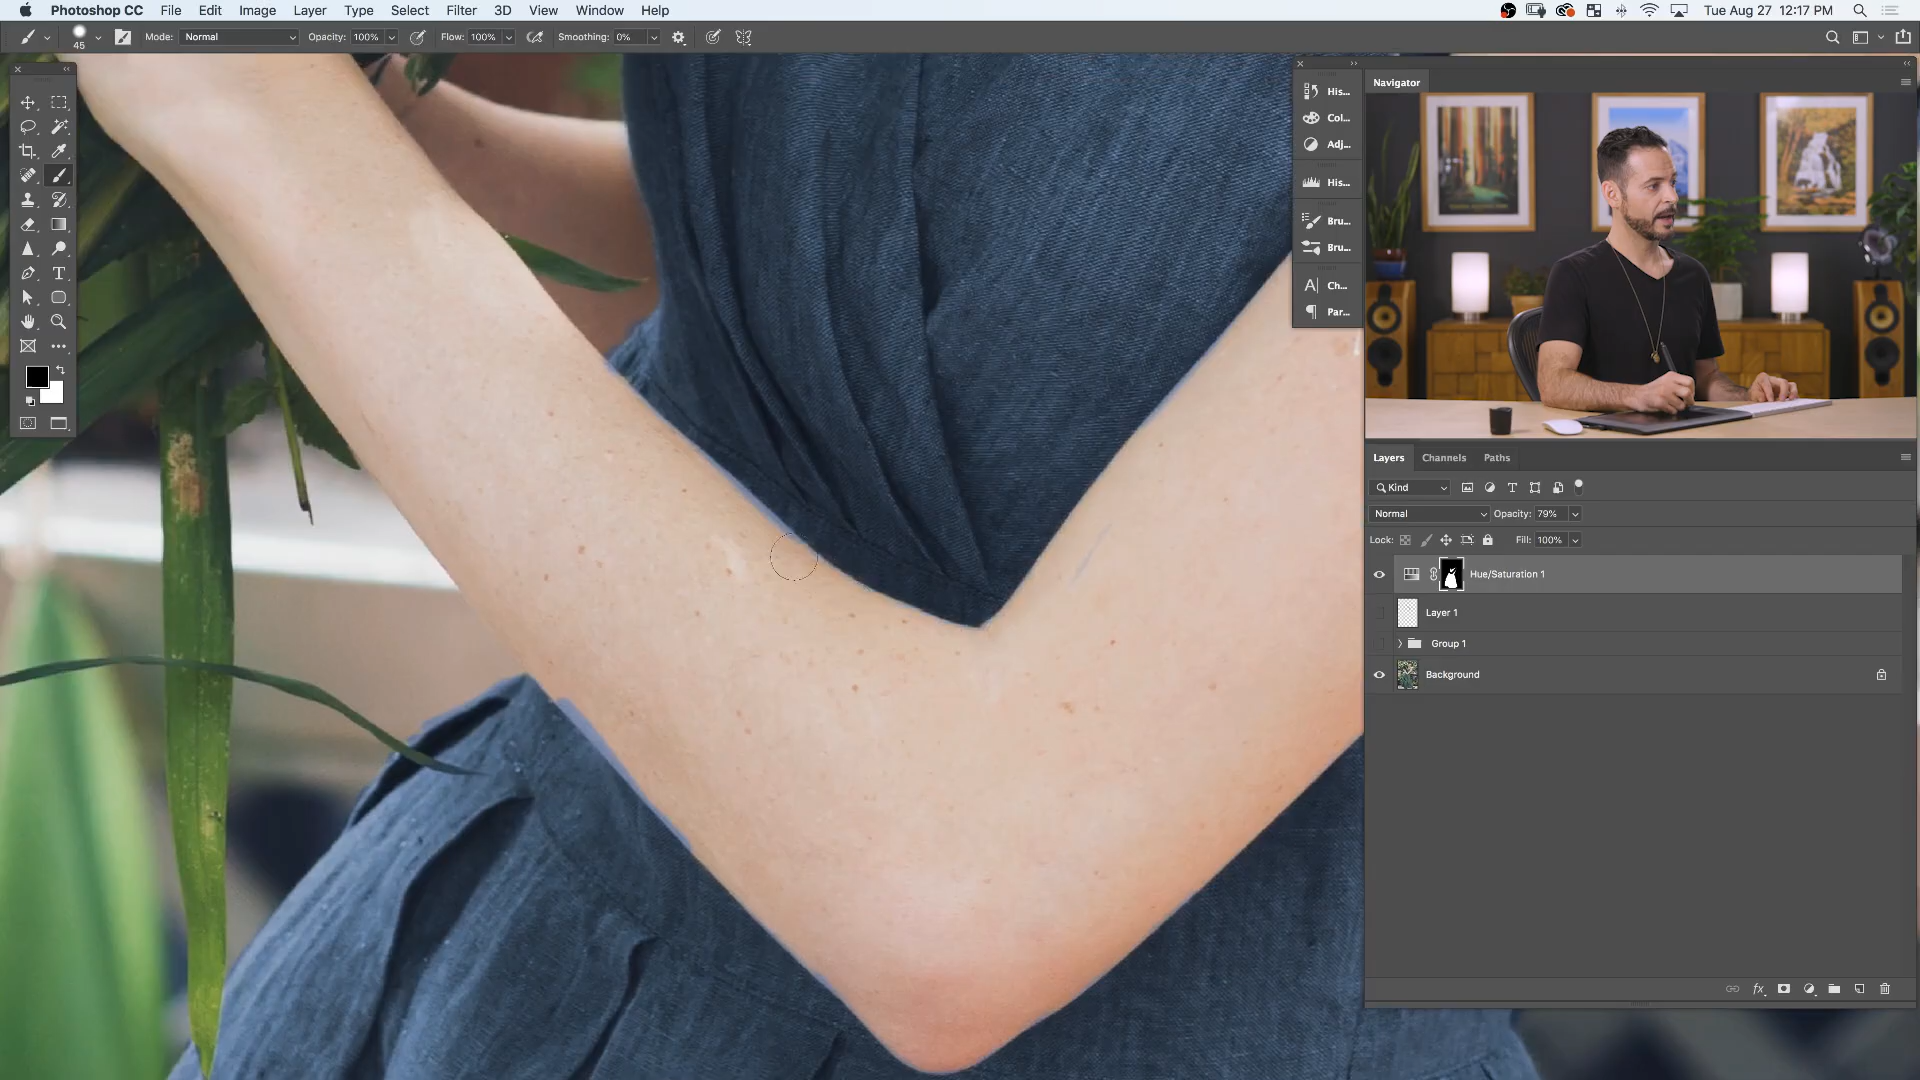 Photoshop CC File Edit Image Layer Type Select Filter 3D View Window Help Tue Aug 27 12:17 PM
45 Mode: Normal Opacity: 100% Flow: 100% Smoothing: 0%
Navigator
His...
Col...
Adj...
His...
Bru...
Bru...
Ch...
Par...
Layers Channels Paths
Kind
Normal Opacity: 79%
Lock: Fill: 100%
Hue/Saturation 1
Layer 1
Group 1
Background